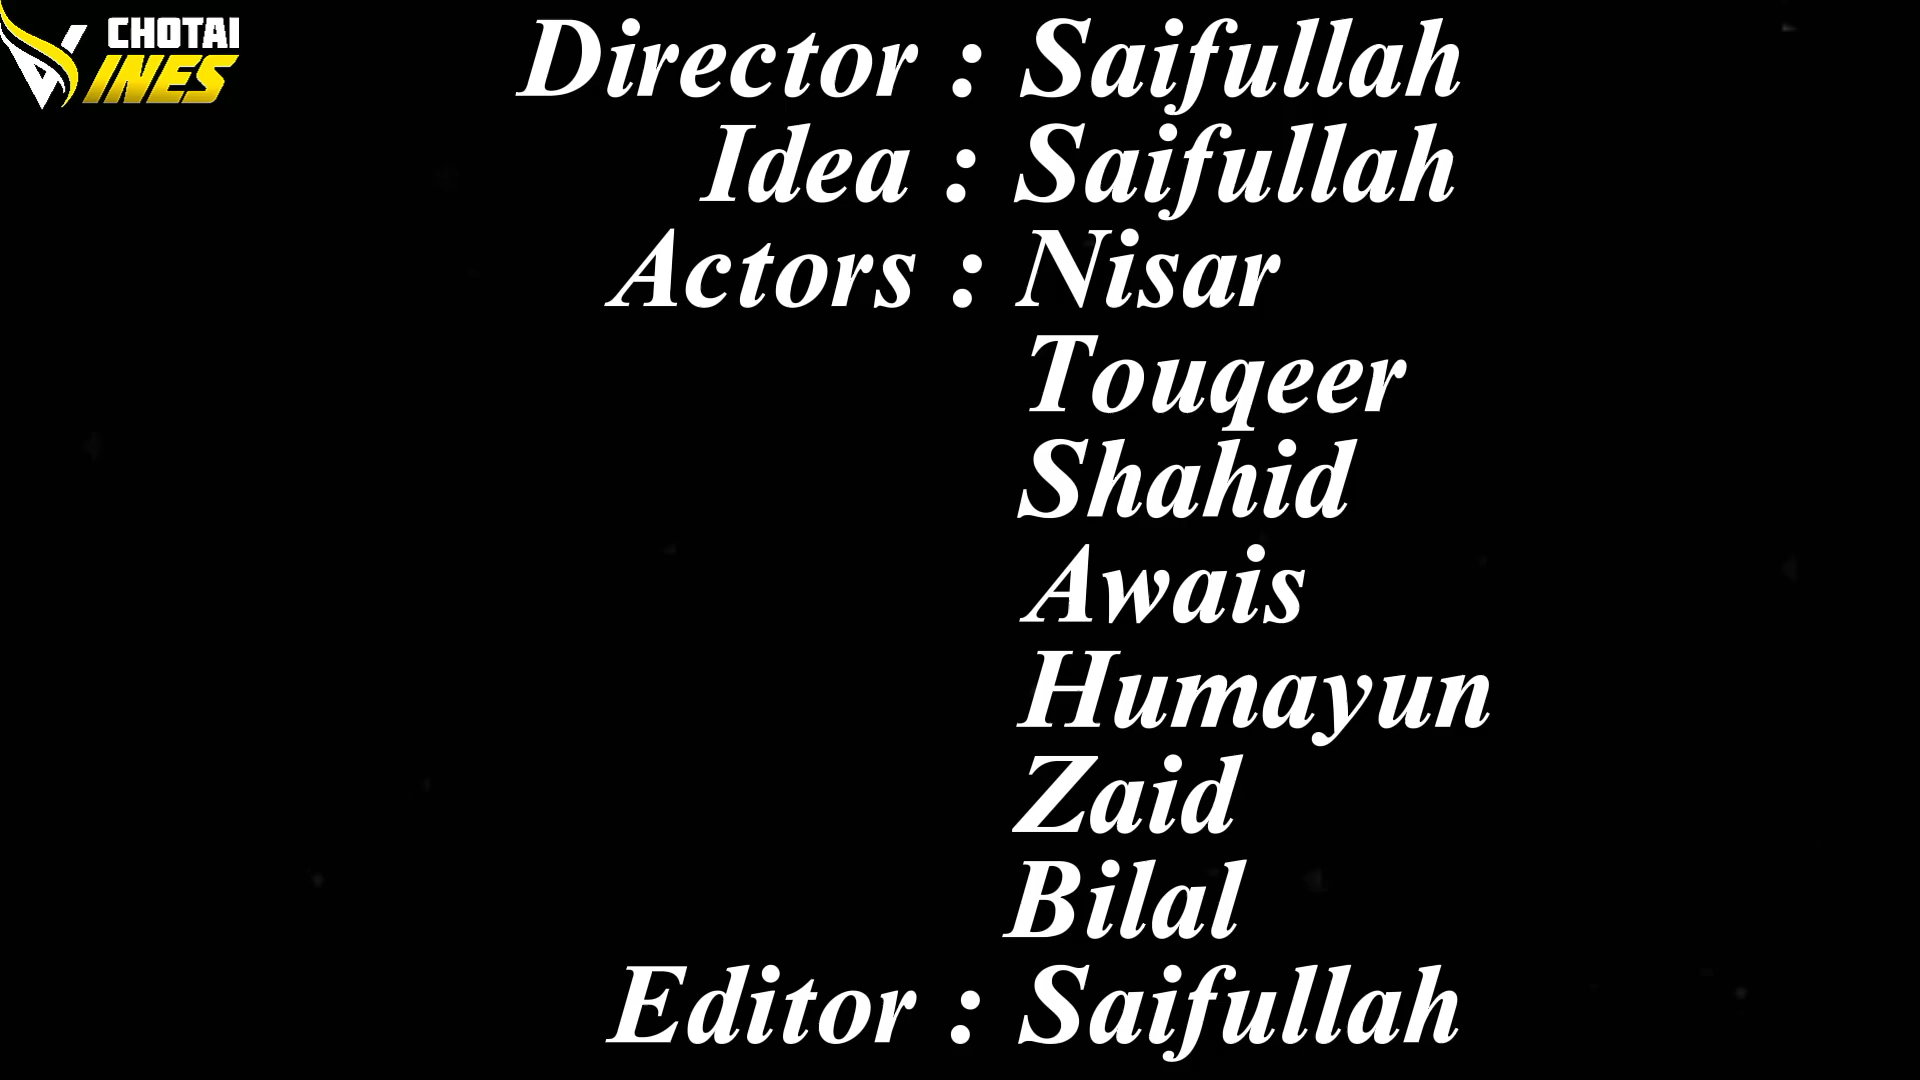 CHOTAI
VINES
Director : Saifullah
Idea : Saifullah
Actors : Nisar
Touqeer
Shahid
Awais
Humayun
Zaid
Bilal
Editor : Saifullah